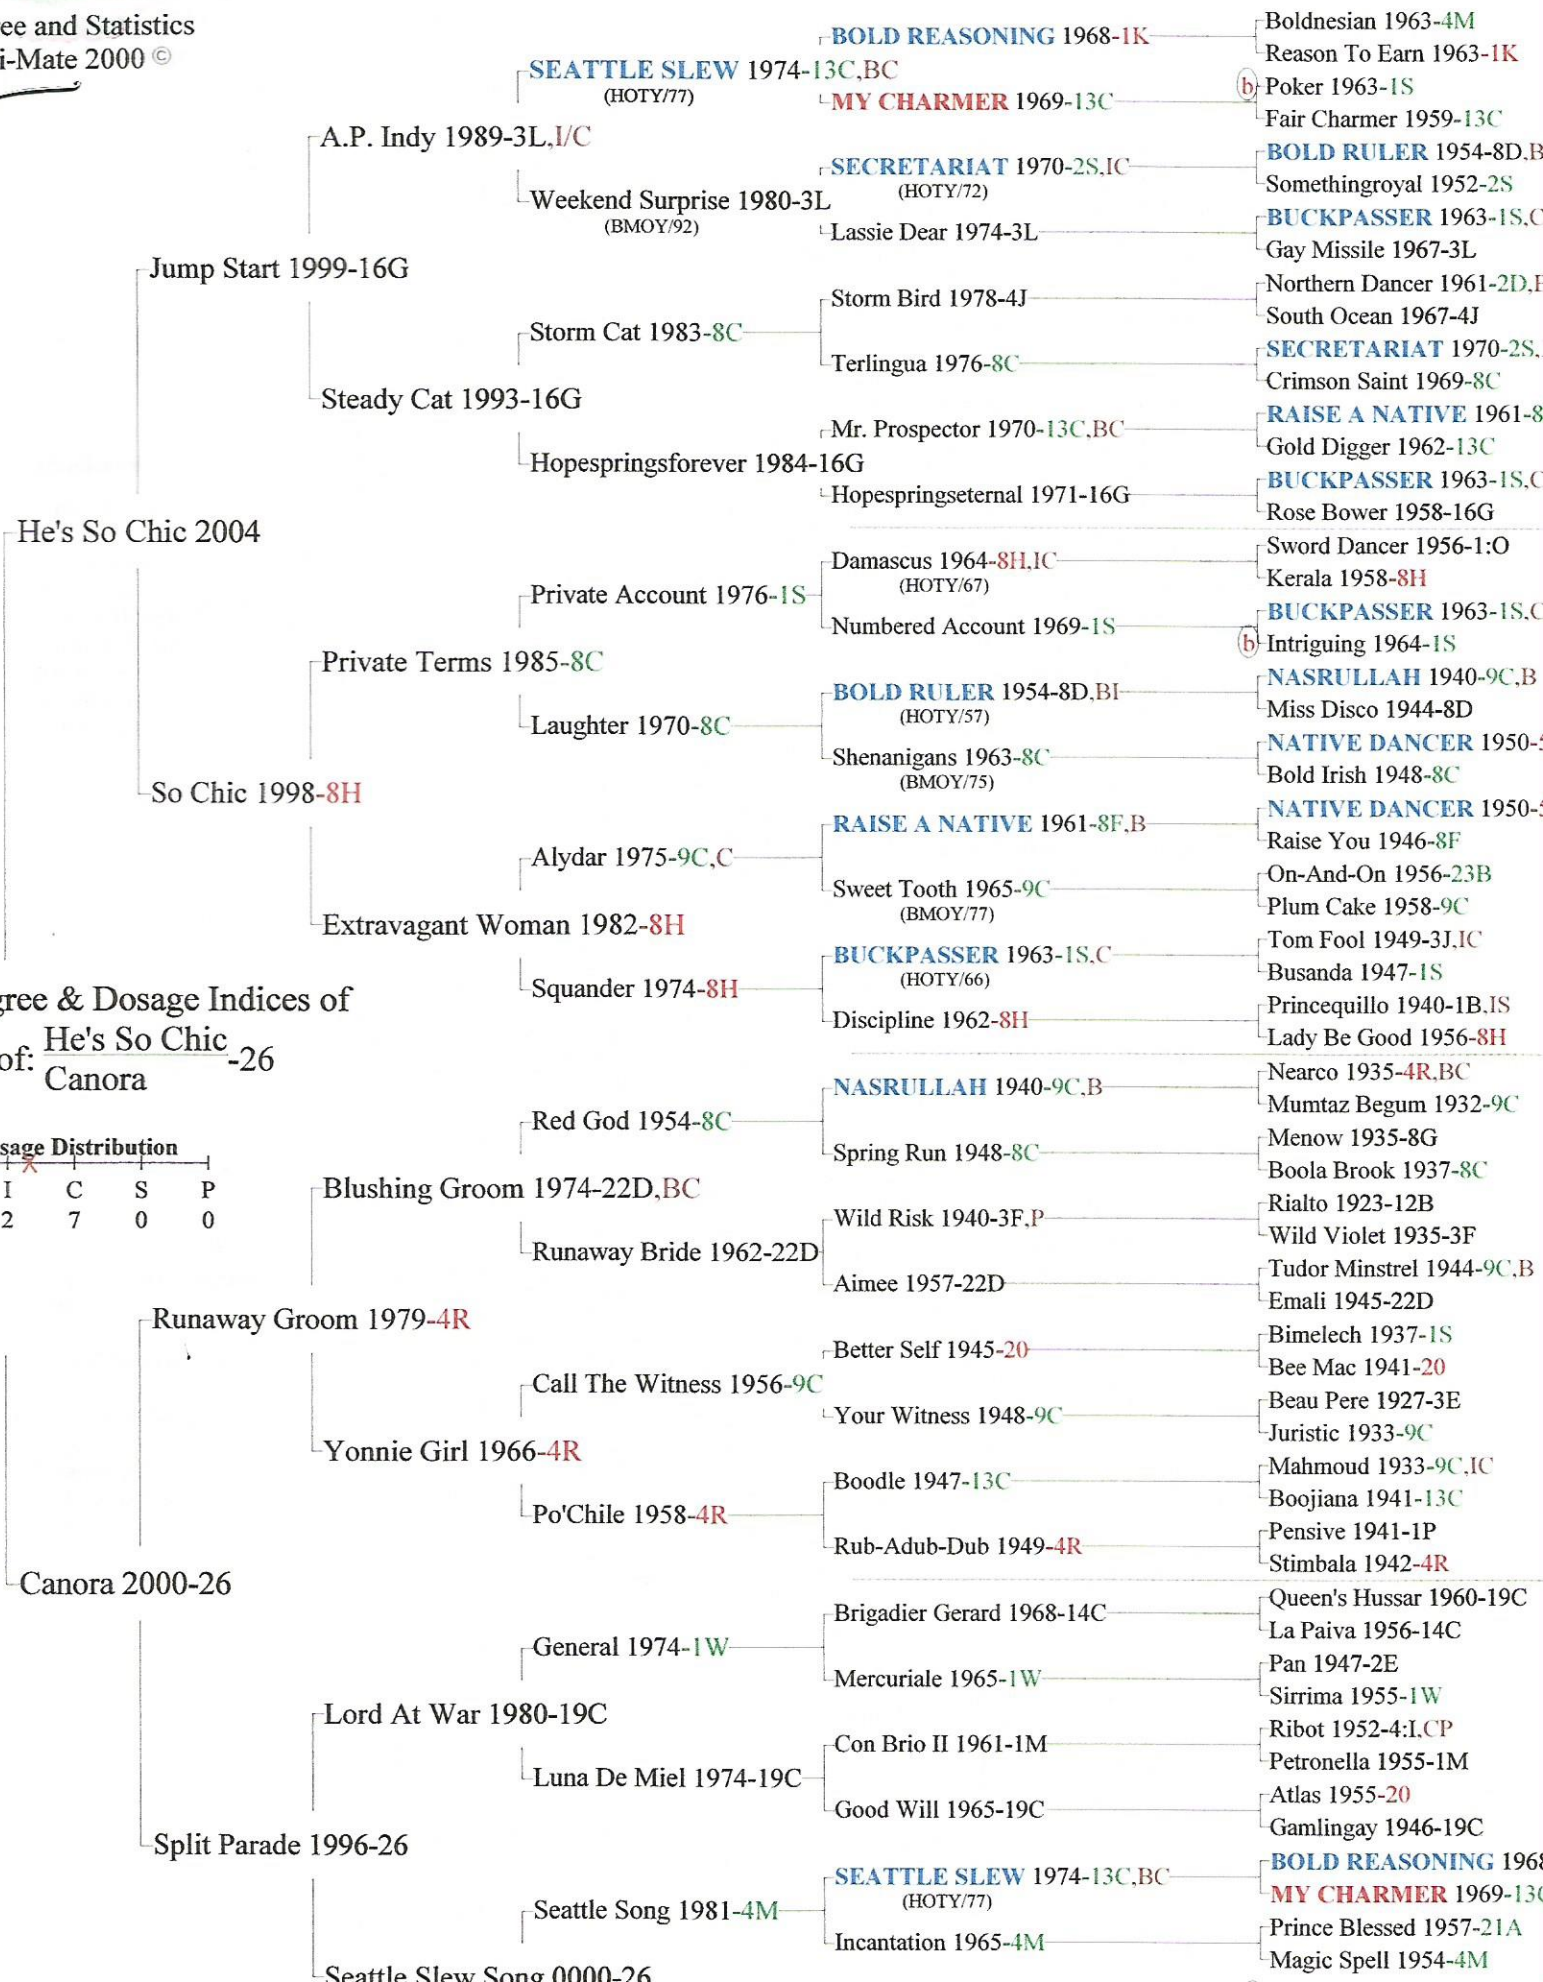 ee and Statistics
i-Mate 2000 ©
Boldnesian 1963-4M
BOLD REASONING 1968-1K
Reason To Earn 1963-1K
SEATTLE SLEW 1974-13C,BC
(HOTY/77)
b Poker 1963-1S
MY CHARMER 1969-13C
Fair Charmer 1959-13C
A.P. Indy 1989-3L,I/C
BOLD RULER 1954-8D,B
SECRETARIAT 1970-2S,IC
(HOTY/72)
Somethingroyal 1952-2S
Weekend Surprise 1980-3L
(BMOY/92)
BUCKPASSER 1963-1S,C
Lassie Dear 1974-3L
Gay Missile 1967-3L
Jump Start 1999-16G
Northern Dancer 1961-2D,
Storm Bird 1978-4J
South Ocean 1967-4J
Storm Cat 1983-8C
SECRETARIAT 1970-2S,
Terlingua 1976-8C
Crimson Saint 1969-8C
Steady Cat 1993-16G
RAISE A NATIVE 1961-8
Mr. Prospector 1970-13C,BC
Gold Digger 1962-13C
Hopespringsforever 1984-16G
BUCKPASSER 1963-1S,C
Hopespringseternal 1971-16G
Rose Bower 1958-16G
He's So Chic 2004
Sword Dancer 1956-1:O
Damascus 1964-8H,IC
(HOTY/67)
Kerala 1958-8H
Private Account 1976-1S
BUCKPASSER 1963-1S,C
Numbered Account 1969-1S
b Intriguing 1964-1S
Private Terms 1985-8C
NASRULLAH 1940-9C,B
BOLD RULER 1954-8D,BI
(HOTY/57)
Miss Disco 1944-8D
Laughter 1970-8C
NATIVE DANCER 1950-5
Shenanigans 1963-8C
(BMOY/75)
Bold Irish 1948-8C
So Chic 1998-8H
NATIVE DANCER 1950-5
RAISE A NATIVE 1961-8F,B
Raise You 1946-8F
Alydar 1975-9C,C
On-And-On 1956-23B
Sweet Tooth 1965-9C
(BMOY/77)
Plum Cake 1958-9C
Extravagant Woman 1982-8H
Tom Fool 1949-3J,IC
BUCKPASSER 1963-1S,C
(HOTY/66)
Busanda 1947-1S
Squander 1974-8H
Princequillo 1940-1B,IS
Discipline 1962-8H
Lady Be Good 1956-8H
gree & Dosage Indices of
of: He's So Chic
-26
Canora
Nearco 1935-4R,BC
NASRULLAH 1940-9C,B
Mumtaz Begum 1932-9C
Red God 1954-8C
Menow 1935-8G
Spring Run 1948-8C
Boola Brook 1937-8C
sage Distribution
I C S P
2 7 0 0
Blushing Groom 1974-22D,BC
Rialto 1923-12B
Wild Risk 1940-3F,P
Wild Violet 1935-3F
Runaway Bride 1962-22D
Tudor Minstrel 1944-9C,B
Aimee 1957-22D
Emali 1945-22D
Runaway Groom 1979-4R
Bimelech 1937-1S
Better Self 1945-20
Bee Mac 1941-20
Call The Witness 1956-9C
Beau Pere 1927-3E
Your Witness 1948-9C
Juristic 1933-9C
Yonnie Girl 1966-4R
Mahmoud 1933-9C,IC
Boodle 1947-13C
Boojiana 1941-13C
Po'Chile 1958-4R
Pensive 1941-1P
Rub-Adub-Dub 1949-4R
Stimbala 1942-4R
Canora 2000-26
Queen's Hussar 1960-19C
Brigadier Gerard 1968-14C
La Paiva 1956-14C
General 1974-1W
Pan 1947-2E
Mercuriale 1965-1W
Sirrima 1955-1W
Lord At War 1980-19C
Ribot 1952-4:I,CP
Con Brio II 1961-1M
Petronella 1955-1M
Luna De Miel 1974-19C
Atlas 1955-20
Good Will 1965-19C
Gamlingay 1946-19C
Split Parade 1996-26
BOLD REASONING 1968
SEATTLE SLEW 1974-13C,BC
(HOTY/77)
MY CHARMER 1969-13C
Seattle Song 1981-4M
Prince Blessed 1957-21A
Incantation 1965-4M
Magic Spell 1954-4M
Seattle Slew Song 0000-26